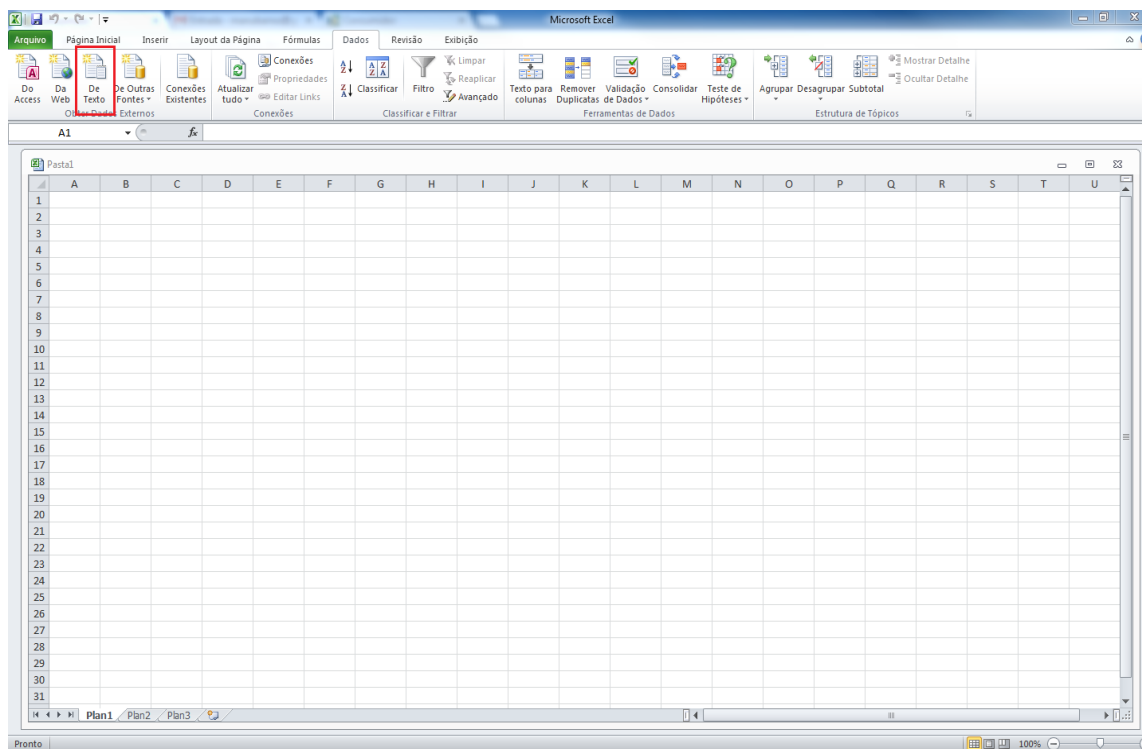 Microsoft Excel
Arquivo Página Inicial Inserir Layout da Página Fórmulas Dados Revisão Exibição
Do Access
Da Web
De Texto
De Outras Fontes
Conexões Existentes
Obter Dados Externos
Atualizar tudo
Conexões
Propriedades
Editar Links
Conexões
Classificar
Filtro
Limpar
Reaplicar
Avançado
Classificar e Filtrar
Texto para colunas
Remover Duplicatas
Validação de Dados
Consolidar
Teste de Hipóteses
Ferramentas de Dados
Agrupar
Desagrupar
Subtotal
Mostrar Detalhe
Ocultar Detalhe
Estrutura de Tópicos
A1 fx
Pasta1
A B C D E F G H I J K L M N O P Q R S T U
1
2
3
4
5
6
7
8
9
10
11
12
13
14
15
16
17
18
19
20
21
22
23
24
25
26
27
28
29
30
31
Plan1 Plan2 Plan3
Pronto 100%